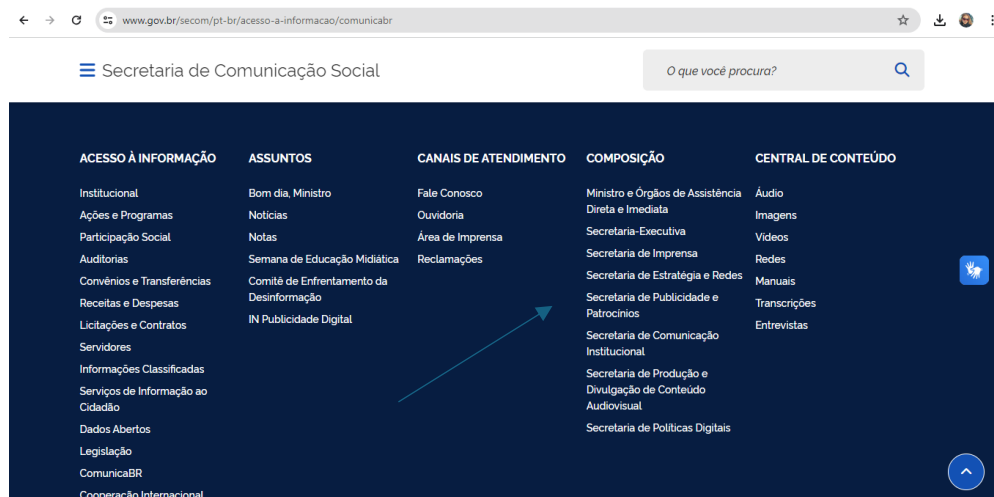 www.gov.br/secom/pt-br/acesso-a-informacao/comunicabr
Secretaria de Comunicação Social
O que você procura?
ACESSO À INFORMAÇÃO
Institucional
Ações e Programas
Participação Social
Auditorias
Convênios e Transferências
Receitas e Despesas
Licitações e Contratos
Servidores
Informações Classificadas
Serviços de Informação ao
Cidadão
Dados Abertos
Legislação
ComunicaBR
Cooperação Internacional
ASSUNTOS
Bom dia, Ministro
Notícias
Notas
Semana de Educação Midiática
Comitê de Enfrentamento da
Desinformação
IN Publicidade Digital
CANAIS DE ATENDIMENTO
Fale Conosco
Ouvidoria
Área de Imprensa
Reclamações
COMPOSIÇÃO
Ministro e Órgãos de Assistência
Direta e Imediata
Secretaria-Executiva
Secretaria de Imprensa
Secretaria de Estratégia e Redes
Secretaria de Publicidade e
Patrocínios
Secretaria de Comunicação
Institucional
Secretaria de Produção e
Divulgação de Conteúdo
Audiovisual
Secretaria de Políticas Digitais
CENTRAL DE CONTEÚDO
Áudio
Imagens
Vídeos
Redes
Manuais
Transcrições
Entrevistas